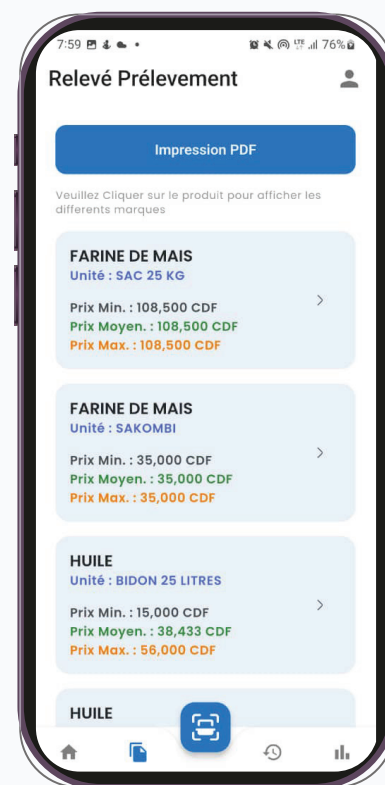 7:59
LTE 76%
Relevé Prélevement
Impression PDF
Veuillez Cliquer sur le produit pour afficher les
differents marques
FARINE DE MAIS
Unité : SAC 25 KG
Prix Min. : 108,500 CDF
Prix Moyen. : 108,500 CDF
Prix Max. : 108,500 CDF
FARINE DE MAIS
Unité : SAKOMBI
Prix Min. : 35,000 CDF
Prix Moyen. : 35,000 CDF
Prix Max. : 35,000 CDF
HUILE
Unité : BIDON 25 LITRES
Prix Min. : 15,000 CDF
Prix Moyen. : 38,433 CDF
Prix Max. : 56,000 CDF
HUILE